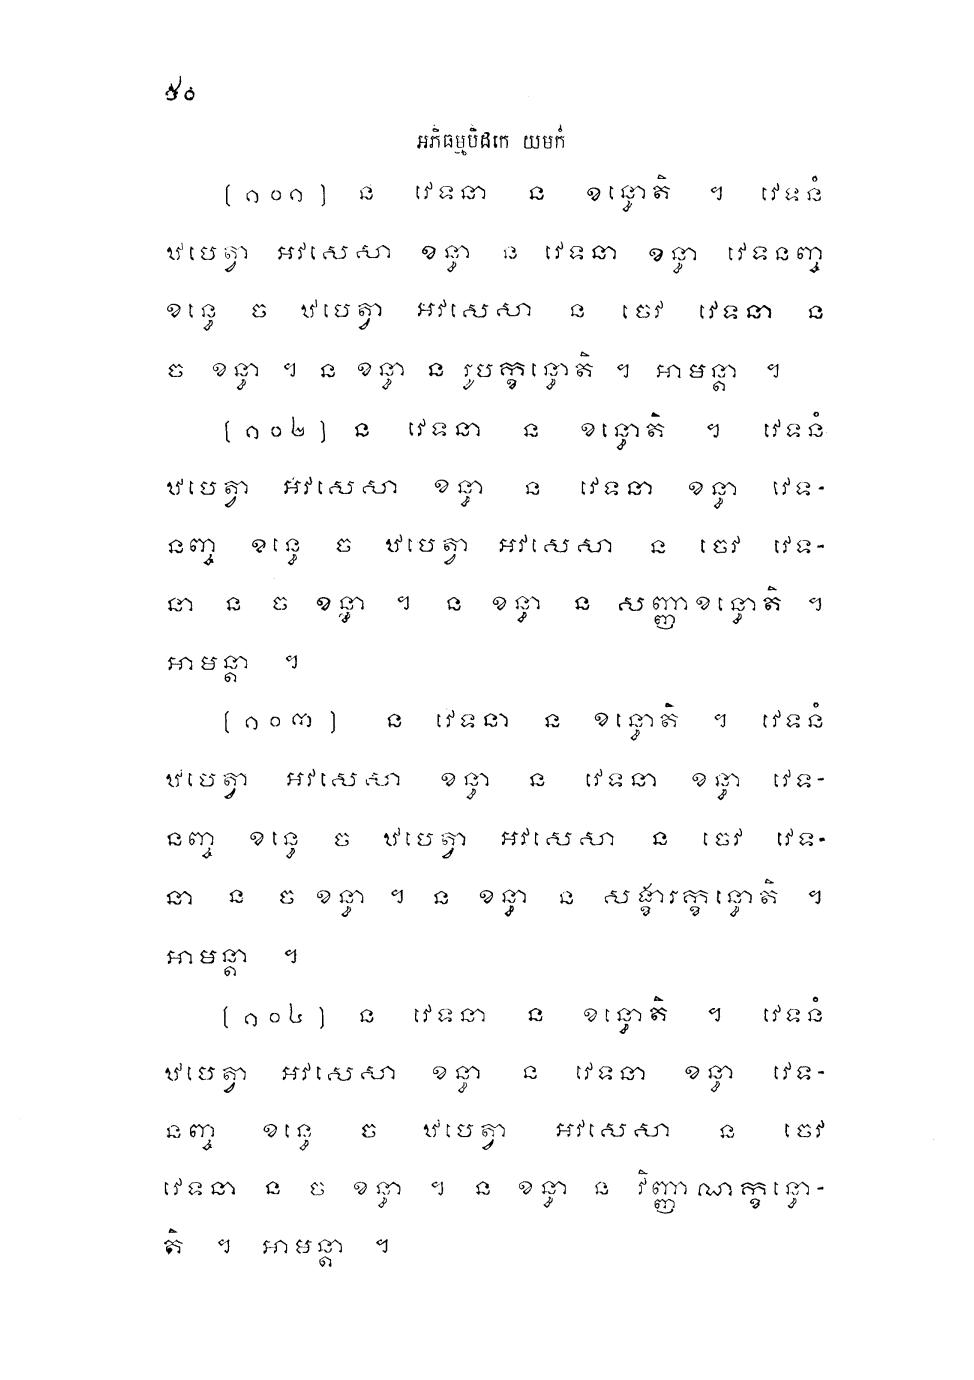 ៥០
អភិធម្មបិដកេ យមកំ
[១០១] ន វេទនា ន ខន្ធោតិ ។ វេទនំ
ឋបេត្វា អវសេសា ខន្ធា ន វេទនា ខន្ធា វេទនញ្ច
ខន្ធេ ច ឋបេត្វា អវសេសា ន ចេវ វេទនា ន
ច ខន្ធា ។ ន ខន្ធា ន រូបក្ខន្ធោតិ ។ អាមន្តា ។
[១០២] ន វេទនា ន ខន្ធោតិ ។ វេទនំ
ឋបេត្វា អវសេសា ខន្ធា ន វេទនា ខន្ធា វេទ-
នញ្ច ខន្ធេ ច ឋបេត្វា អវសេសា ន ចេវ វេទ-
នា ន ច ខន្ធា ។ ន ខន្ធា ន សញ្ញាខន្ធោតិ ។
អាមន្តា ។
[១០៣] ន វេទនា ន ខន្ធោតិ ។ វេទនំ
ឋបេត្វា អវសេសា ខន្ធា ន វេទនា ខន្ធា វេទ-
នញ្ច ខន្ធេ ច ឋបេត្វា អវសេសា ន ចេវ វេទ-
នា ន ច ខន្ធា ។ ន ខន្ធា ន សង្ខារក្ខន្ធោតិ ។
អាមន្តា ។
[១០៤] ន វេទនា ន ខន្ធោតិ ។ វេទនំ
ឋបេត្វា អវសេសា ខន្ធា ន វេទនា ខន្ធា វេទ-
នញ្ច ខន្ធេ ច ឋបេត្វា អវសេសា ន ចេវ
វេទនា ន ច ខន្ធា ។ ន ខន្ធា ន វិញ្ញាណក្ខន្ធោ-
តិ ។ អាមន្តា ។